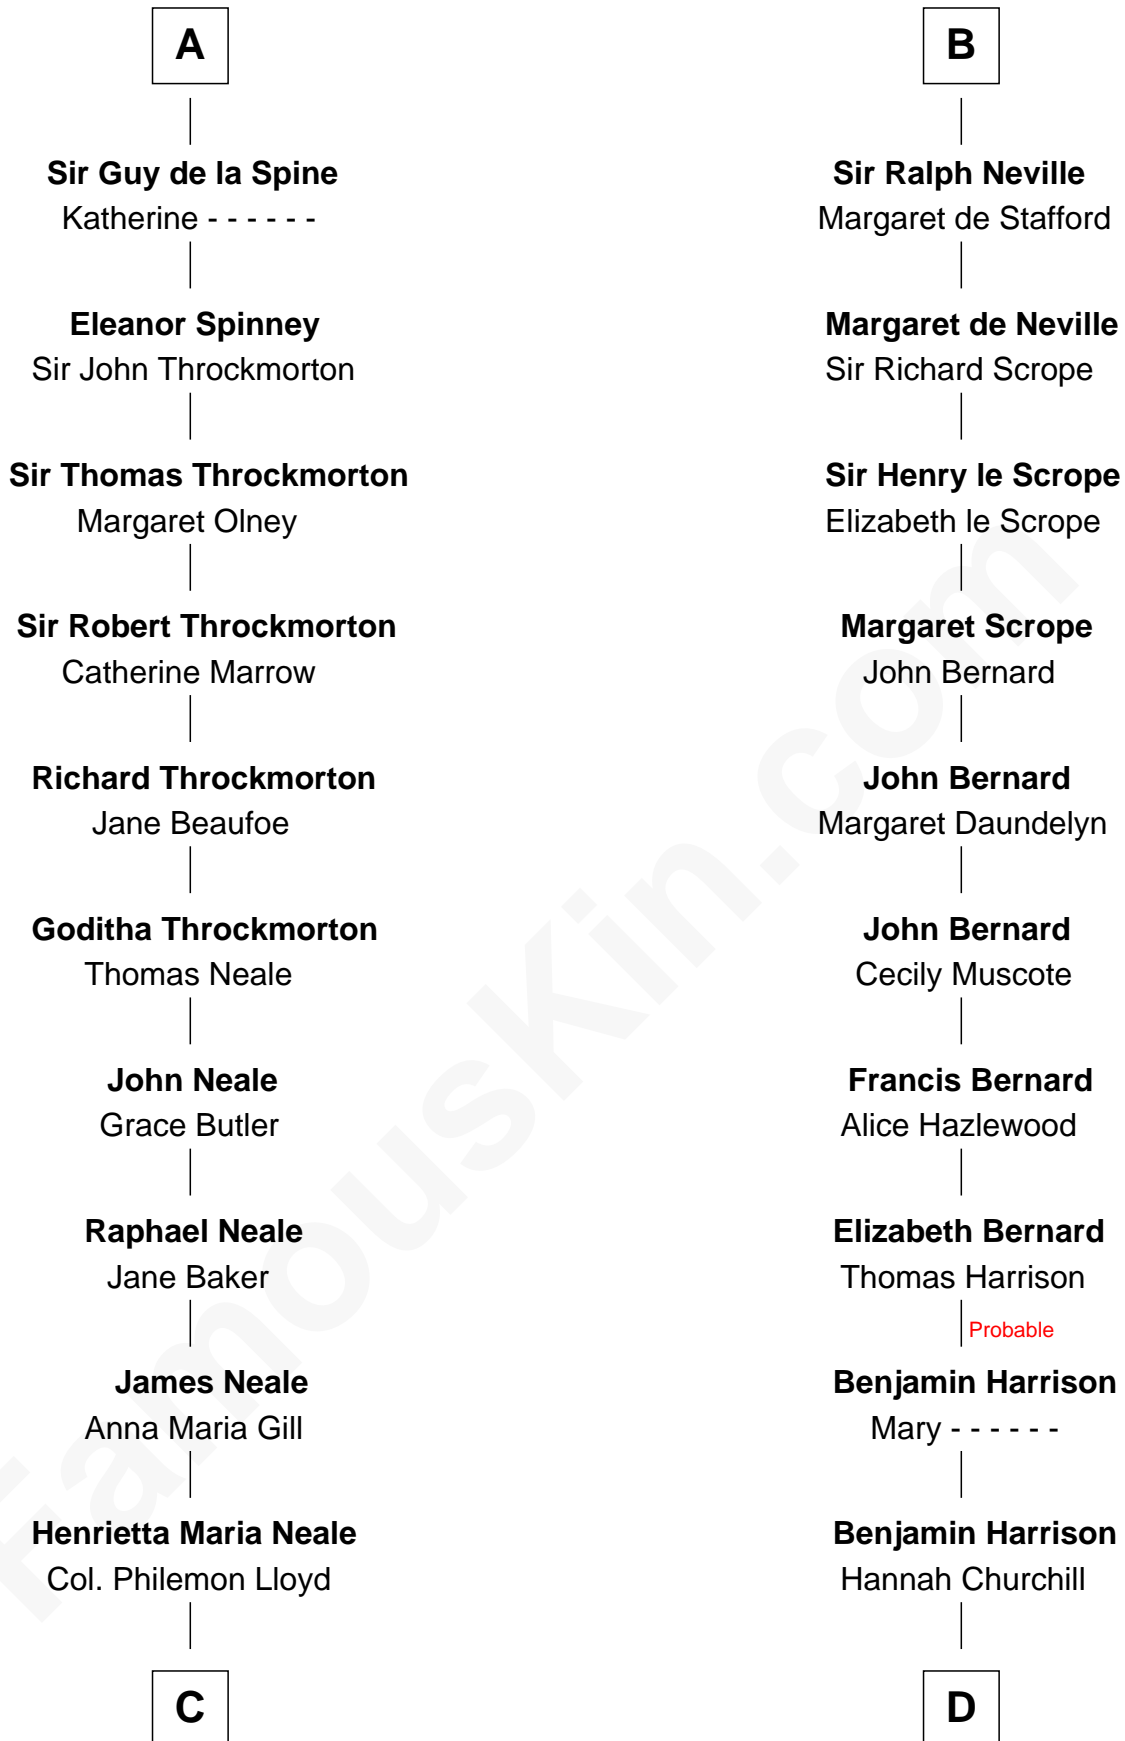 A
Sir Guy de la Spine
Katherine - - - - - -
Eleanor Spinney
Sir John Throckmorton
Sir Thomas Throckmorton
Margaret Olney
Sir Robert Throckmorton
Catherine Marrow
Richard Throckmorton
Jane Beaufoe
Goditha Throckmorton
Thomas Neale
John Neale
Grace Butler
Raphael Neale
Jane Baker
James Neale
Anna Maria Gill
Henrietta Maria Neale
Col. Philemon Lloyd
C
B
Sir Ralph Neville
Margaret de Stafford
Margaret de Neville
Sir Richard Scrope
Sir Henry le Scrope
Elizabeth le Scrope
Margaret Scrope
John Bernard
John Bernard
Margaret Daundelyn
John Bernard
Cecily Muscote
Francis Bernard
Alice Hazlewood
Elizabeth Bernard
Thomas Harrison
Probable
Benjamin Harrison
Mary - - - - - -
Benjamin Harrison
Hannah Churchill
D
FamousKin.com